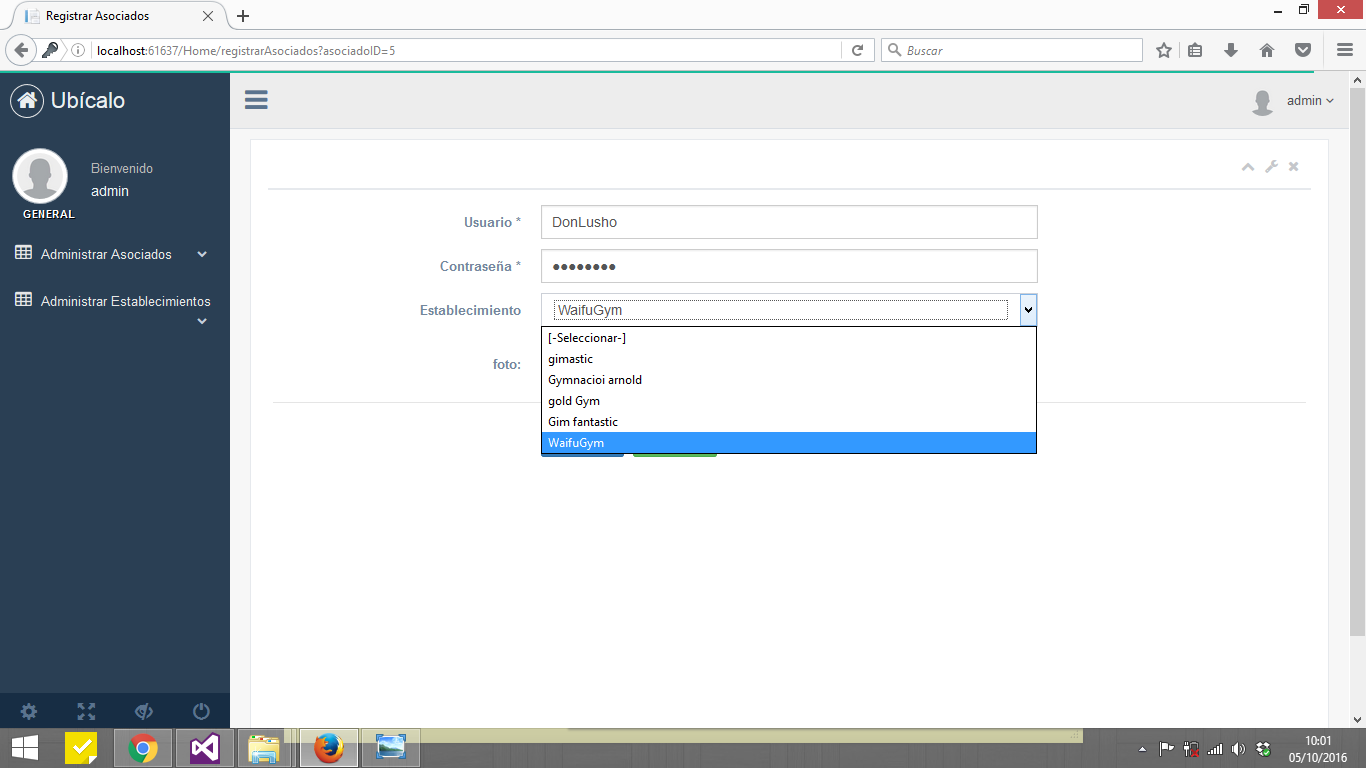 Registrar Asociados
localhost:61637/Home/registrarAsociados?asociadoID=5
Buscar
Ubícalo
admin
Bienvenido
admin
GENERAL
Administrar Asociados
Administrar Establecimientos
Usuario *
DonLusho
Contraseña *
Establecimiento
WaifuGym
[-Seleccionar-]
gimastic
Gymnacioi arnold
gold Gym
Gim fantastic
WaifuGym
foto:
10:01
05/10/2016